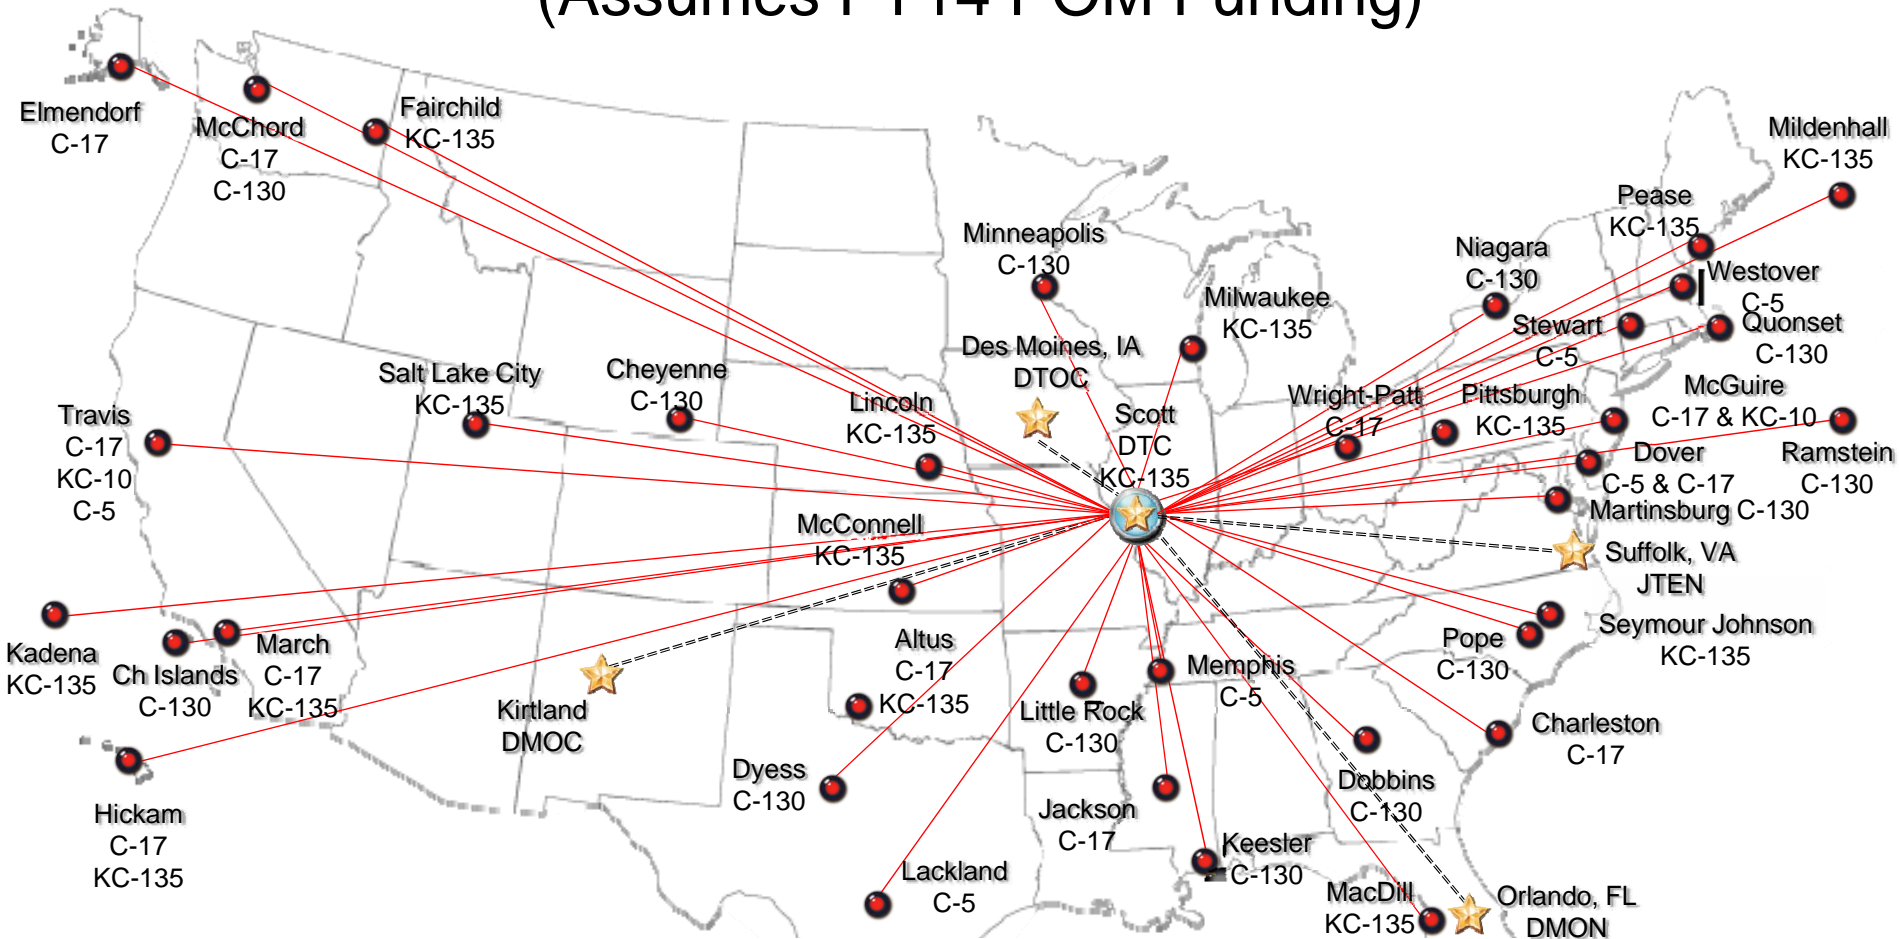 (Assumes FY14 POM Funding)
Elmendorf
C-17
McChord
C-17
C-130
Fairchild
KC-135
Mildenhall
KC-135
Pease
KC-135
Minneapolis
C-130
Niagara
C-130
Westover
C-5
Milwaukee
KC-135
Stewart
C-5
Quonset
C-130
Des Moines, IA
DTOC
Salt Lake City
KC-135
Cheyenne
C-130
Lincoln
KC-135
Scott
DTC
KC-135
Wright-Patt
C-17
Pittsburgh
KC-135
McGuire
C-17 & KC-10
Travis
C-17
KC-10
C-5
Dover
C-5 & C-17
Ramstein
C-130
Martinsburg C-130
McConnell
KC-135
Suffolk, VA
JTEN
Kadena
KC-135
Ch Islands
C-130
March
C-17
KC-135
Altus
C-17
KC-135
Memphis
C-5
Pope
C-130
Seymour Johnson
KC-135
Kirtland
DMOC
Little Rock
C-130
Charleston
C-17
Hickam
C-17
KC-135
Dyess
C-130
Jackson
C-17
Dobbins
C-130
Keesler
C-130
Lackland
C-5
MacDill
KC-135
Orlando, FL
DMON